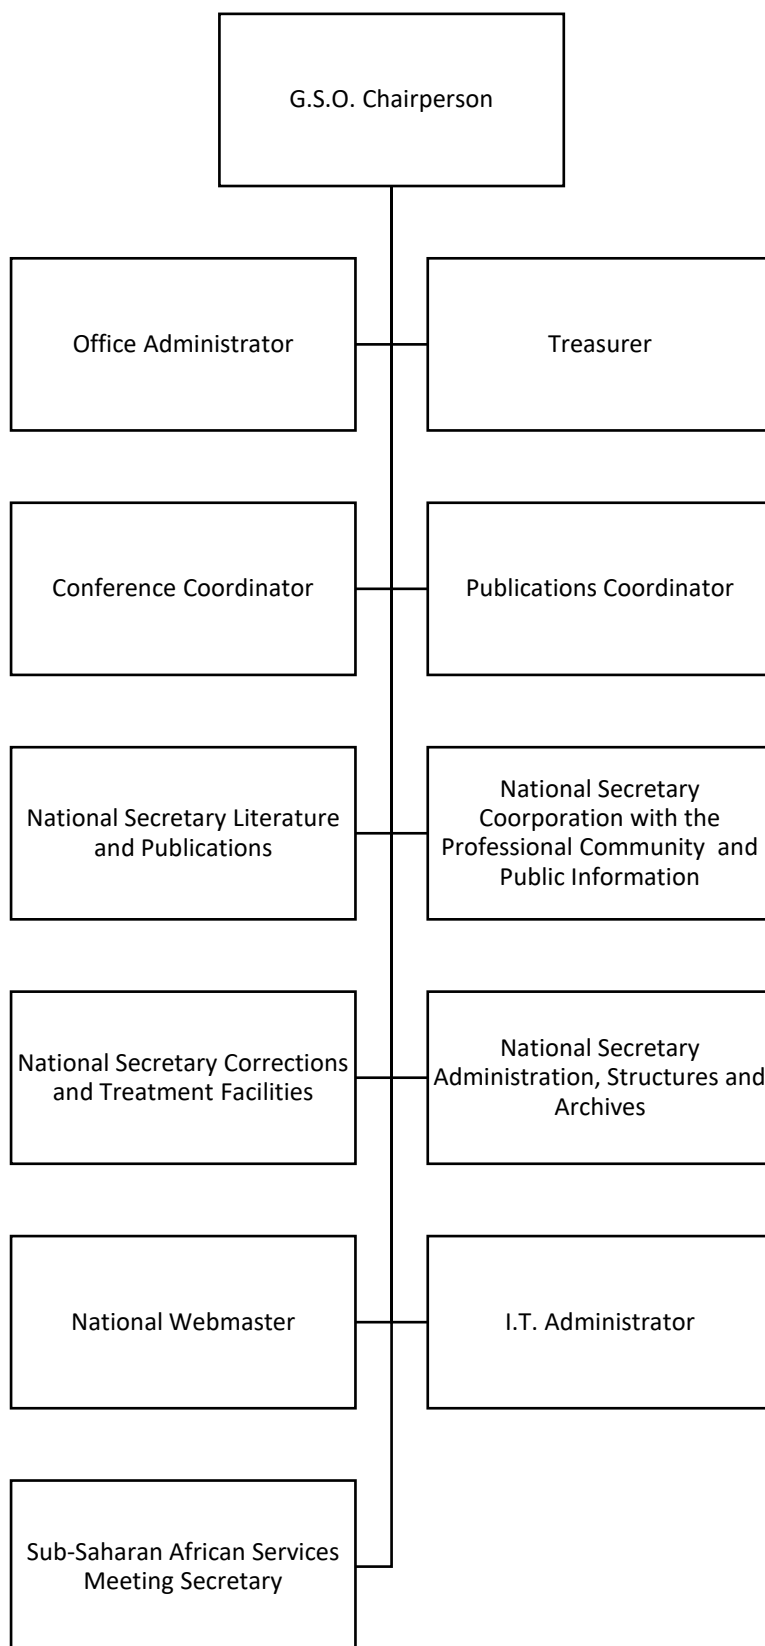 G.S.O. Chairperson
Office Administrator
Treasurer
Conference Coordinator
Publications Coordinator
National Secretary Literature
and Publications
National Secretary
Coorporation with the
Professional Community  and
Public Information
National Secretary Corrections
and Treatment Facilities
National Secretary
Administration, Structures and
Archives
National Webmaster
I.T. Administrator
Sub-Saharan African Services
Meeting Secretary